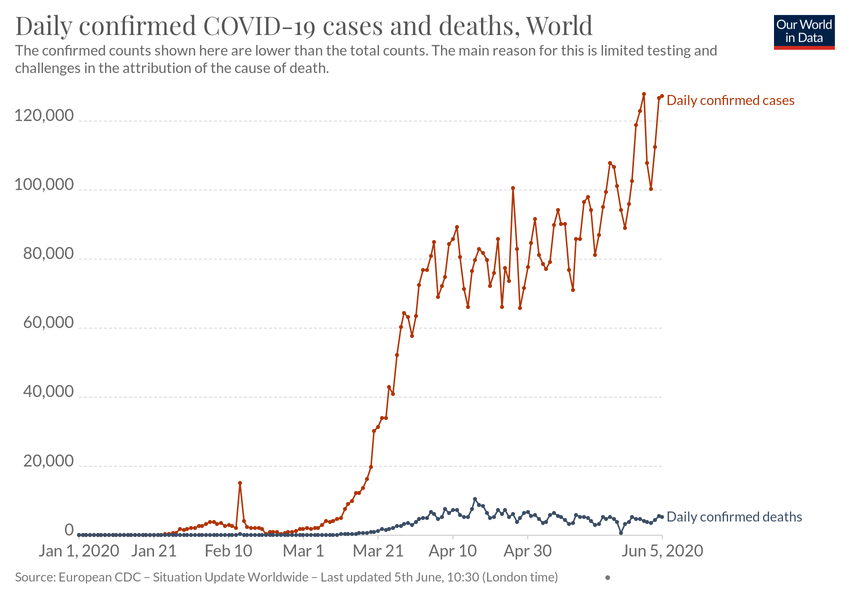 Daily confirmed COVID-19 cases and deaths, World
The confirmed counts shown here are lower than the total counts. The main reason for this is limited testing and
challenges in the attribution of the cause of death.
Our World
in Data
120,000
100,000
80,000
60,000
40,000
20,000
0
Daily confirmed cases
Daily confirmed deaths
Jan 1, 2020 Jan 21 Feb 10 Mar 1 Mar 21 Apr 10 Apr 30 Jun 5, 2020
Source: European CDC – Situation Update Worldwide – Last updated 5th June, 10:30 (London time) •